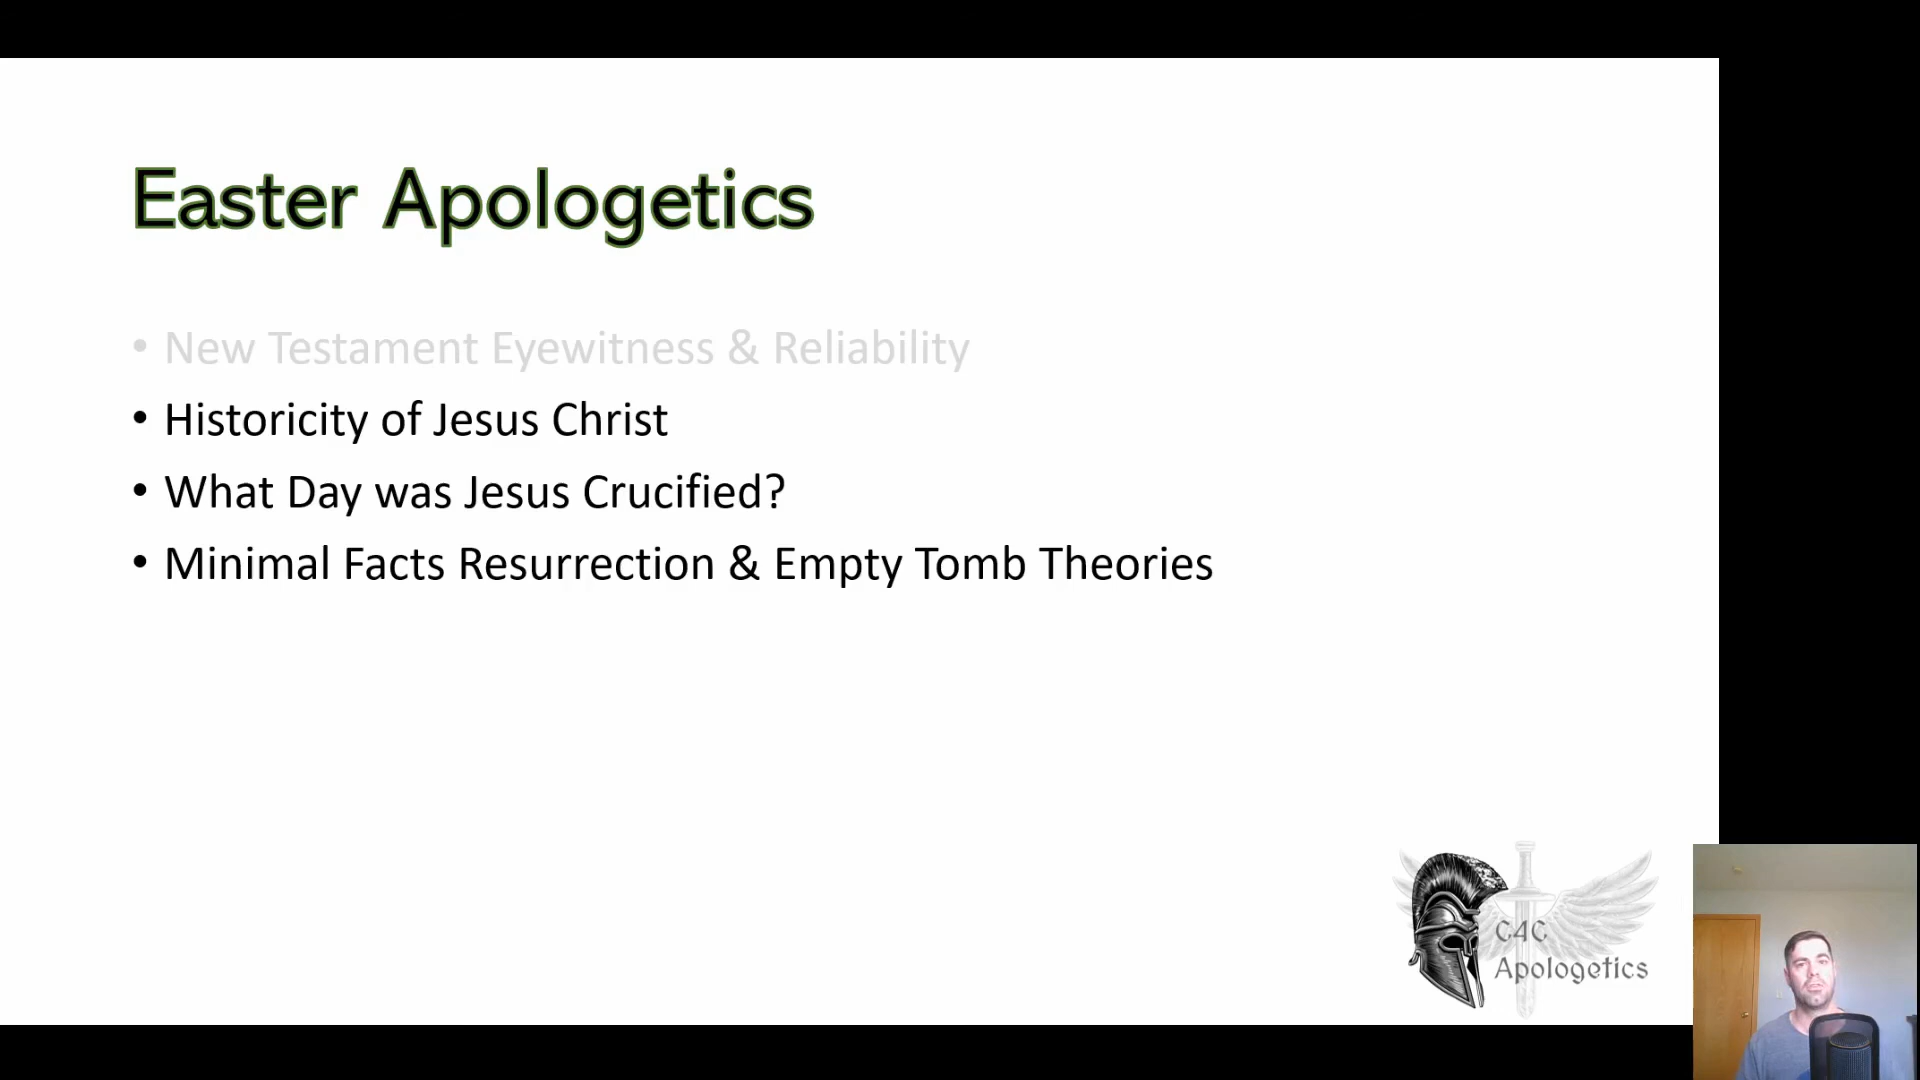 Easter Apologetics
• New Testament Eyewitness & Reliability
• Historicity of Jesus Christ
• What Day was Jesus Crucified?
• Minimal Facts Resurrection & Empty Tomb Theories
C4C
Apologetics